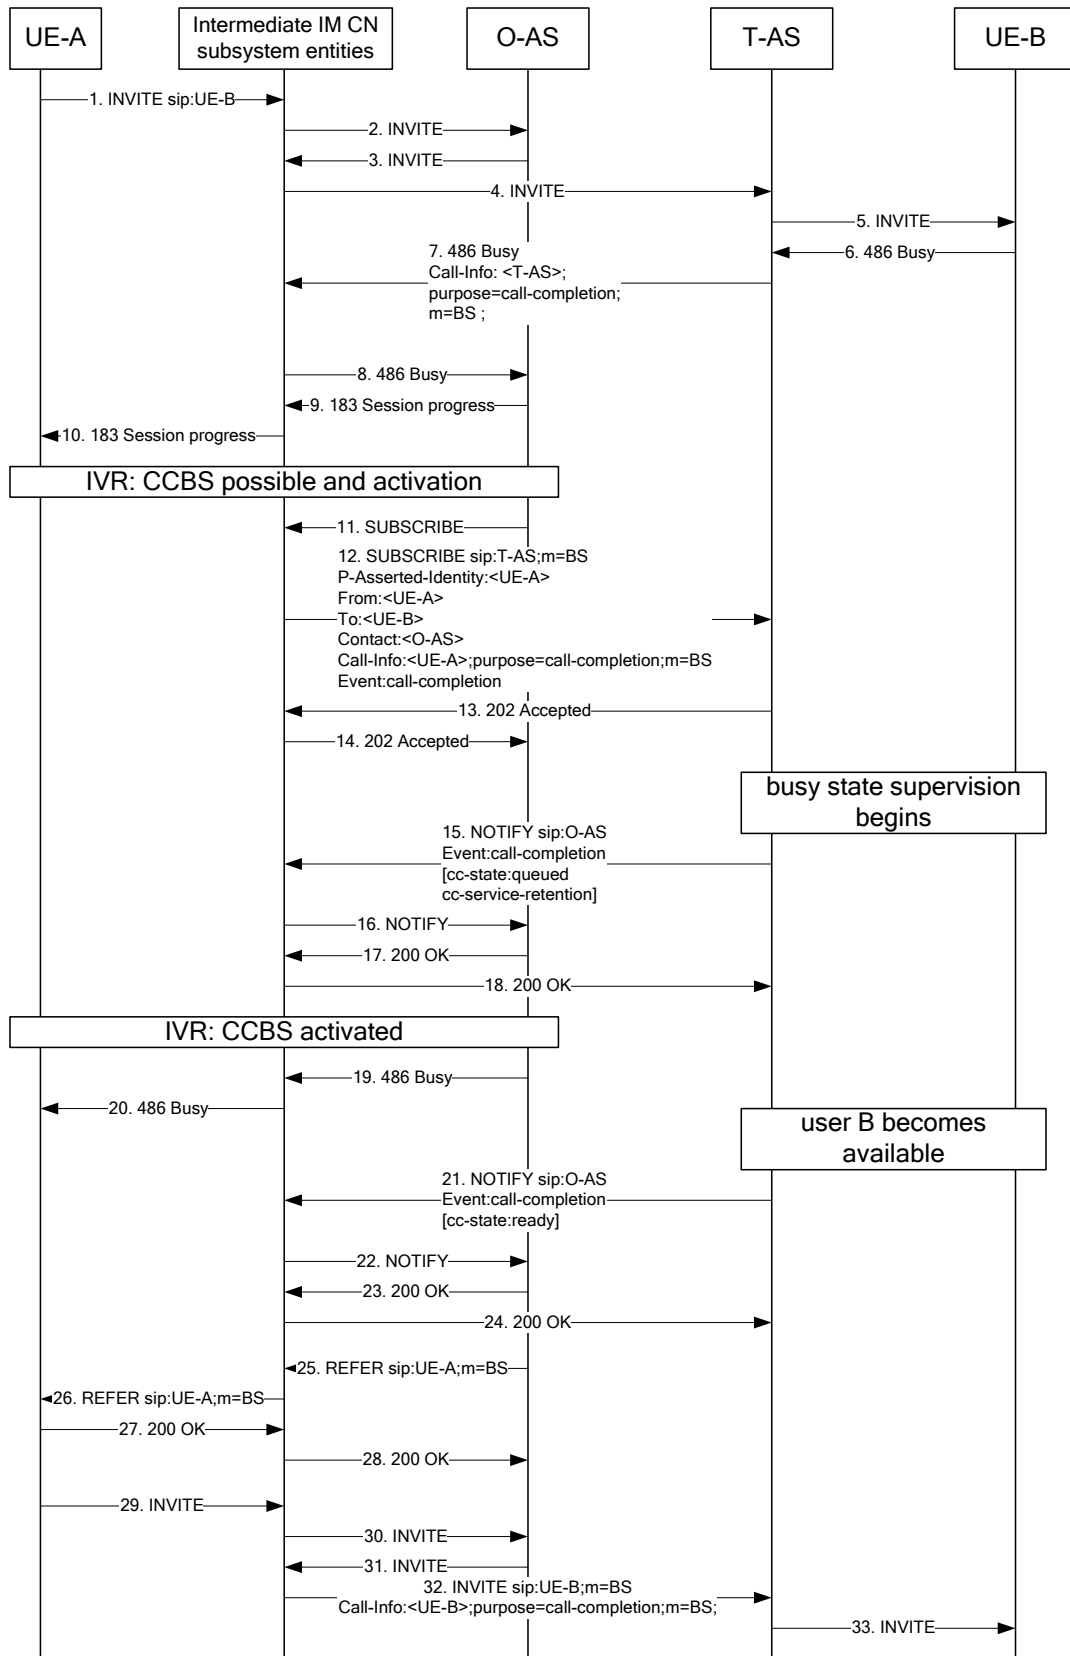 UE-A
Intermediate IM CN
subsystem entities
O-AS
T-AS
UE-B
1. INVITE sip:UE-B
2. INVITE
3. INVITE
4. INVITE
5. INVITE
6. 486 Busy
7. 486 Busy
Call-Info: <T-AS>;
purpose=call-completion;
m=BS ;
8. 486 Busy
9. 183 Session progress
10. 183 Session progress
IVR: CCBS possible and activation
11. SUBSCRIBE
12. SUBSCRIBE sip:T-AS;m=BS
P-Asserted-Identity:<UE-A>
From:<UE-A>
To:<UE-B>
Contact:<O-AS>
Call-Info:<UE-A>;purpose=call-completion;m=BS
Event:call-completion
13. 202 Accepted
14. 202 Accepted
busy state supervision
begins
15. NOTIFY sip:O-AS
Event:call-completion
[cc-state:queued
cc-service-retention]
16. NOTIFY
17. 200 OK
18. 200 OK
IVR: CCBS activated
19. 486 Busy
20. 486 Busy
user B becomes
available
21. NOTIFY sip:O-AS
Event:call-completion
[cc-state:ready]
22. NOTIFY
23. 200 OK
24. 200 OK
25. REFER sip:UE-A;m=BS
26. REFER sip:UE-A;m=BS
27. 200 OK
28. 200 OK
29. INVITE
30. INVITE
31. INVITE
32. INVITE sip:UE-B;m=BS
Call-Info:<UE-B>;purpose=call-completion;m=BS;
33. INVITE